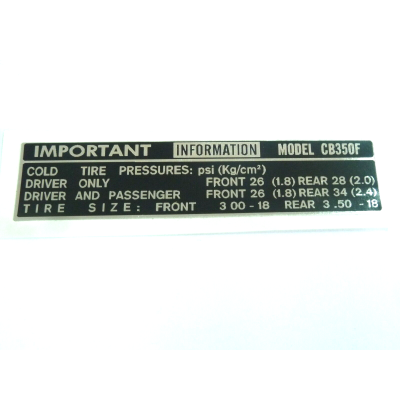 IMPORTANT INFORMATION MODEL CB350F
COLD TIRE PRESSURES: psi (Kg/cm²)
DRIVER ONLY FRONT 26 (1.8) REAR 28 (2.0)
DRIVER AND PASSENGER FRONT 26 (1.8) REAR 34 (2.4)
TIRE SIZE: FRONT 3 00-18 REAR 3.50-18